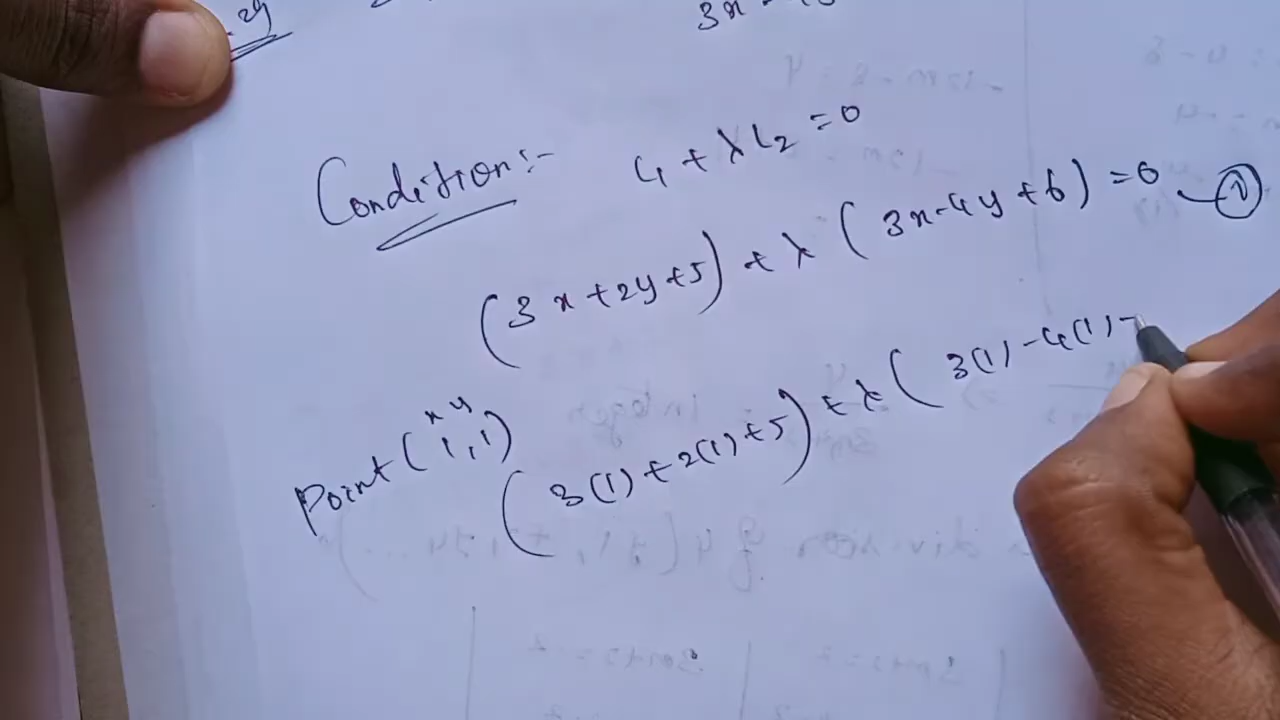 3x
Condition:- L1 + λL2 = 0
(3x+2y+5) + λ(3x-4y+6) = 0 — ①
x y
Point (1,1) (3(1)+2(1)+5) + λ(3(1)-4(1)